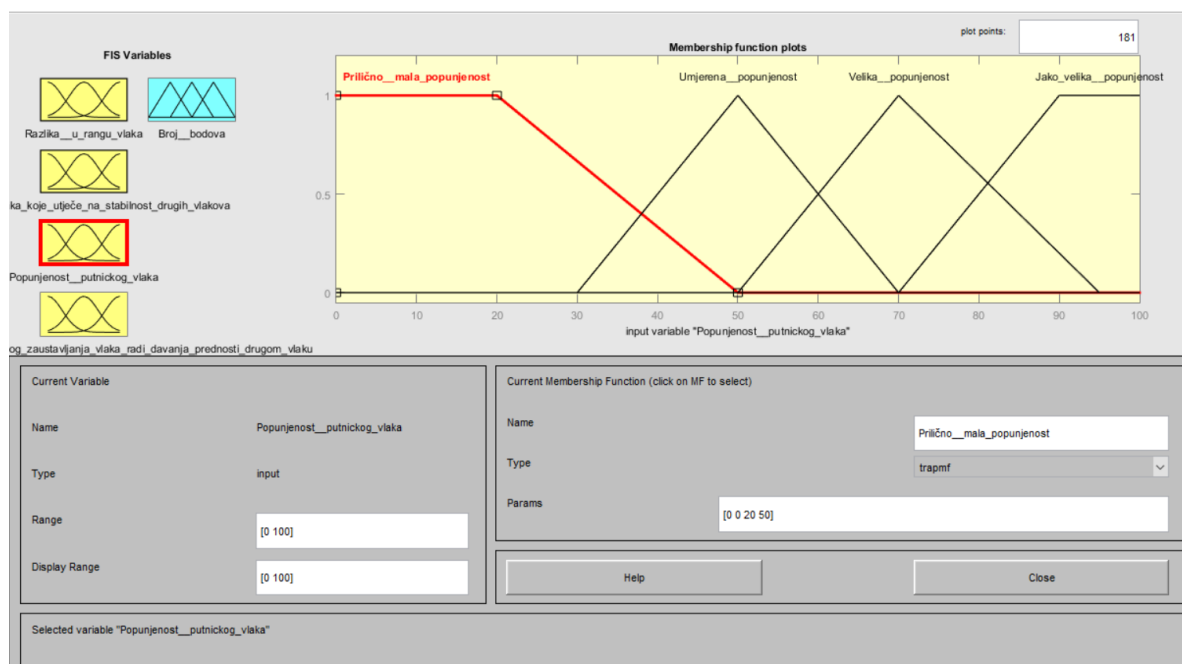 plot points:
181
FIS Variables
Membership function plots
Prilično__mala_popunjenost
Umjerena__popunjenost
Velika__popunjenost
Jako_velika__popunjenost
Razlika__u_rangu_vlaka
Broj__bodova
ka_koje_utječe_na_stabilnost_drugih_vlakova
Popunjenost__putnickog_vlaka
og_zaustavljanja_vlaka_radi_davanja_prednosti_drugom_vlaku
1
0.5
0
0 10 20 30 40 50 60 70 80 90 100
input variable "Popunjenost__putnickog_vlaka"
Current Variable
Name Popunjenost__putnickog_vlaka
Type input
Range [0 100]
Display Range [0 100]
Current Membership Function (click on MF to select)
Name Prilično__mala_popunjenost
Type trapmf
Params [0 0 20 50]
Help Close
Selected variable "Popunjenost__putnickog_vlaka"